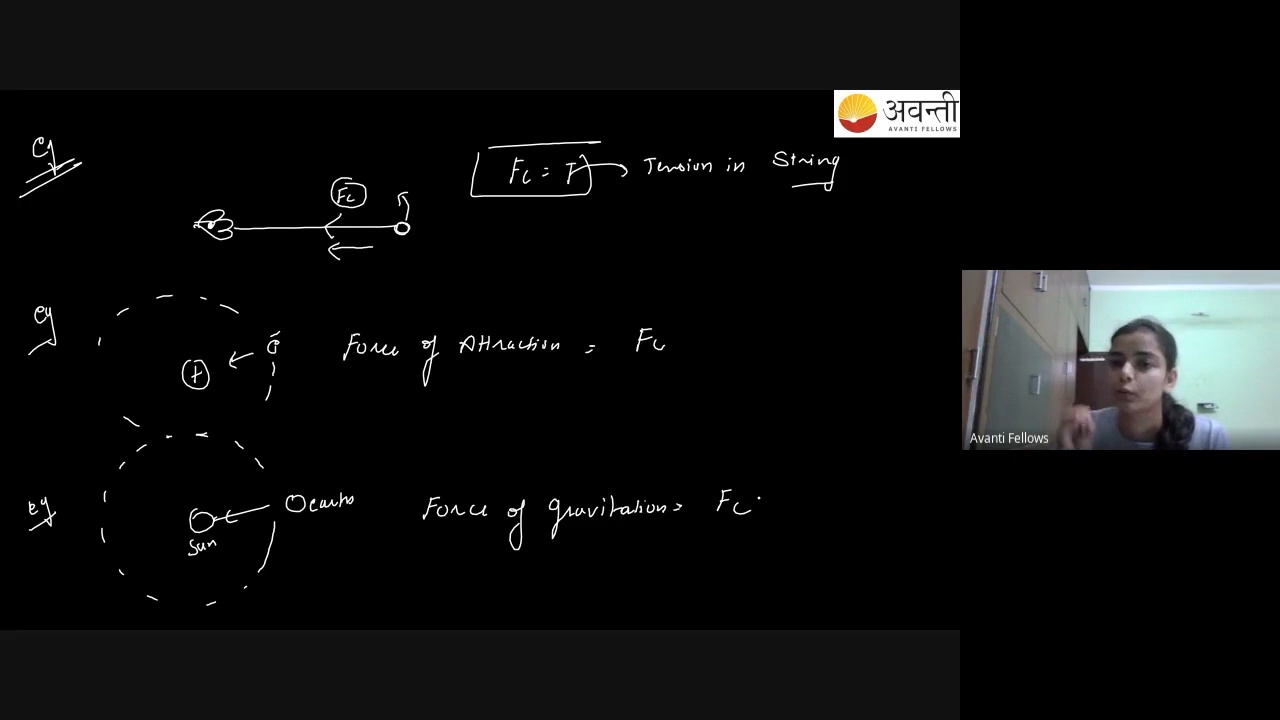 अवन्ती
AVANTI FELLOWS
eg
Fc = T → Tension in String
Fc
eg
e-
+
Force of Attraction = Fc
eg
Sun
earth
Force of gravitation = Fc
Avanti Fellows